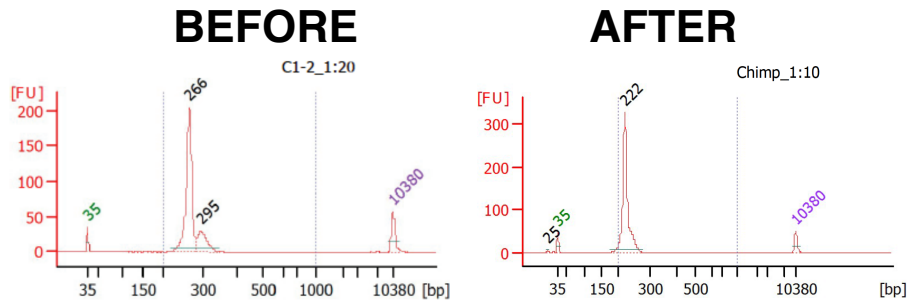 BEFORE
C1-2_1:20
[FU]
266
200
150
100
50
0
35
295
10380
35 150 300 500 1000 10380 [bp]
AFTER
Chimp_1:10
[FU]
222
300
200
100
0
25
35
10380
35 150 300 500 10380 [bp]